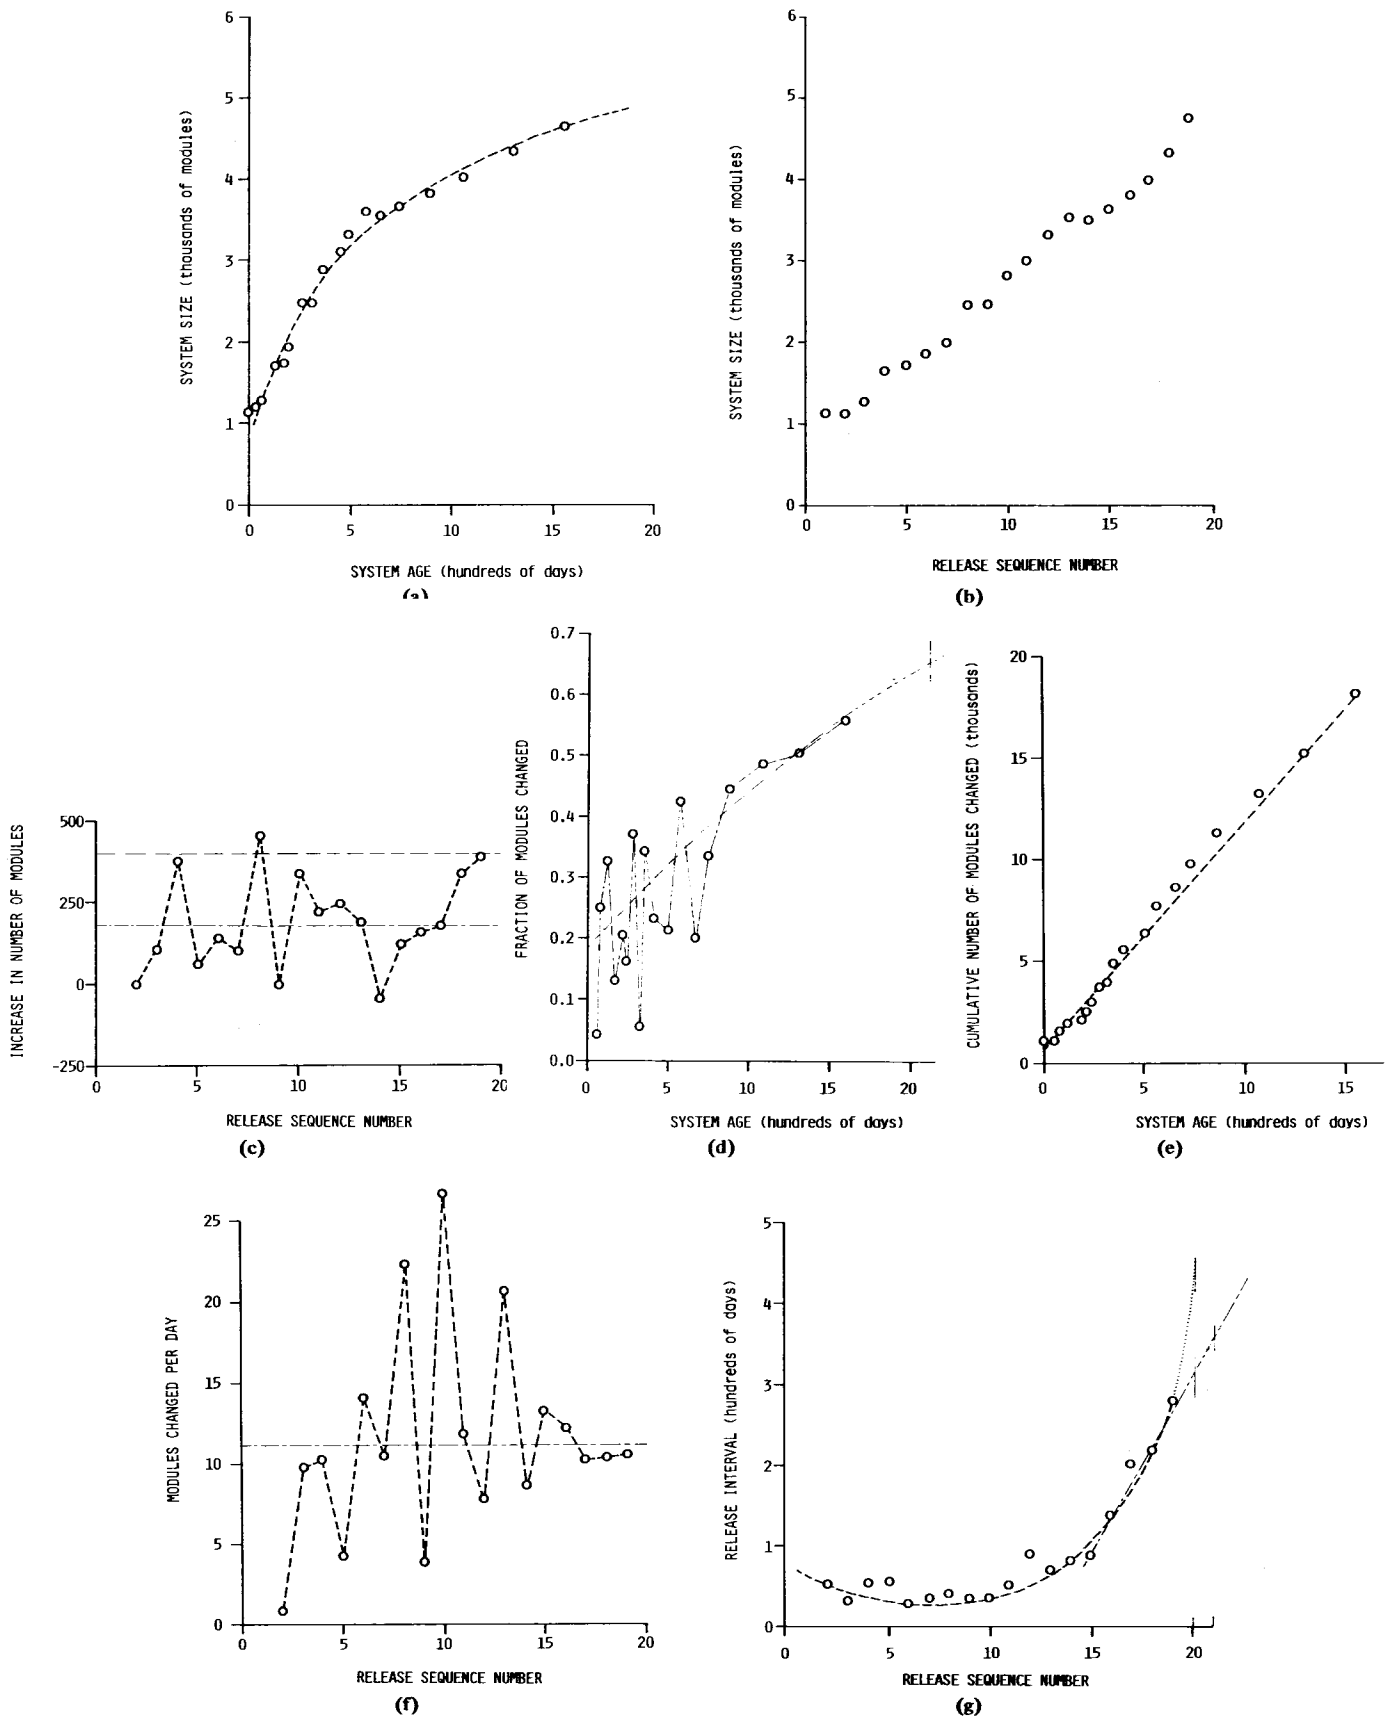 6
5
4
3
2
1
0
SYSTEM SIZE (thousands of modules)
0 5 10 15 20
SYSTEM AGE (hundreds of days)
(a)
6
5
4
3
2
1
0
SYSTEM SIZE (thousands of modules)
0 5 10 15 20
RELEASE SEQUENCE NUMBER
(b)
500
250
0
-250
INCREASE IN NUMBER OF MODULES
0 5 10 15 20
RELEASE SEQUENCE NUMBER
(c)
0.7
0.6
0.5
0.4
0.3
0.2
0.1
0.0
FRACTION OF MODULES CHANGED
0 5 10 15 20
SYSTEM AGE (hundreds of days)
(d)
20
15
10
5
0
CUMULATIVE NUMBER OF MODULES CHANGED (thousands)
0 5 10 15
SYSTEM AGE (hundreds of days)
(e)
25
20
15
10
5
0
MODULES CHANGED PER DAY
0 5 10 15 20
RELEASE SEQUENCE NUMBER
(f)
5
4
3
2
1
0
RELEASE INTERVAL (hundreds of days)
0 5 10 15 20
RELEASE SEQUENCE NUMBER
(g)